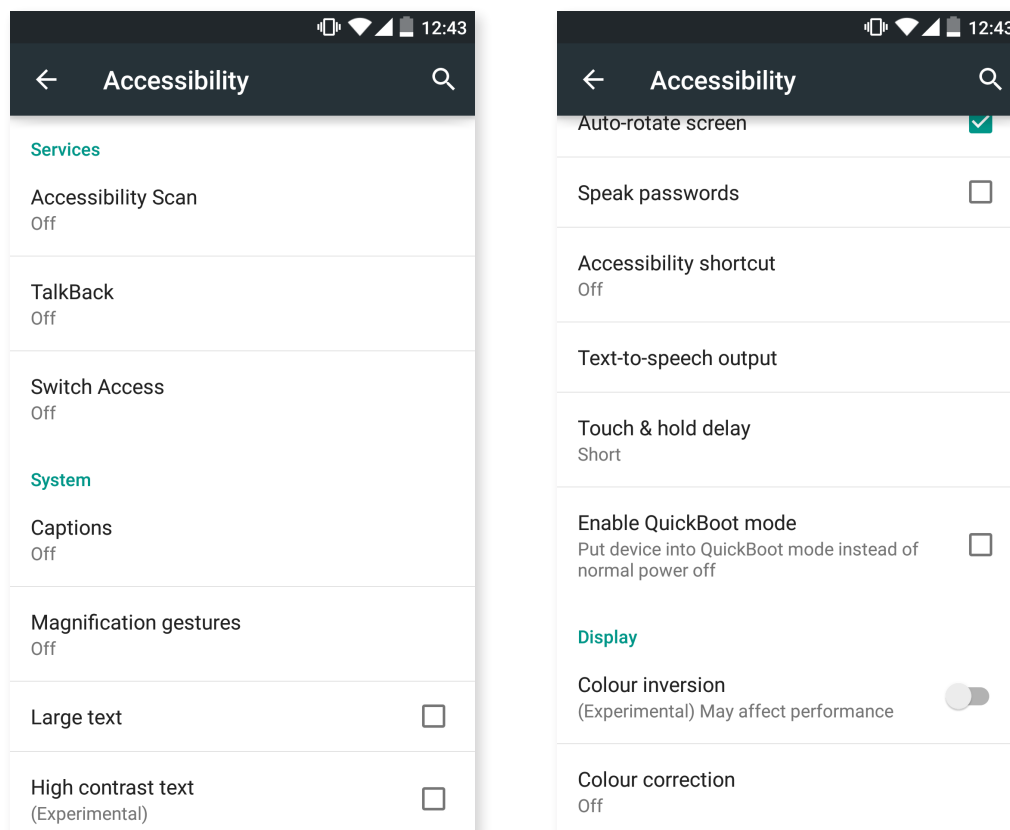 12:43
Accessibility
Services
Accessibility Scan
Off
TalkBack
Off
Switch Access
Off
System
Captions
Off
Magnification gestures
Off
Large text
High contrast text
(Experimental)
12:43
Accessibility
Auto-rotate screen
Speak passwords
Accessibility shortcut
Off
Text-to-speech output
Touch & hold delay
Short
Enable QuickBoot mode
Put device into QuickBoot mode instead of
normal power off
Display
Colour inversion
(Experimental) May affect performance
Colour correction
Off